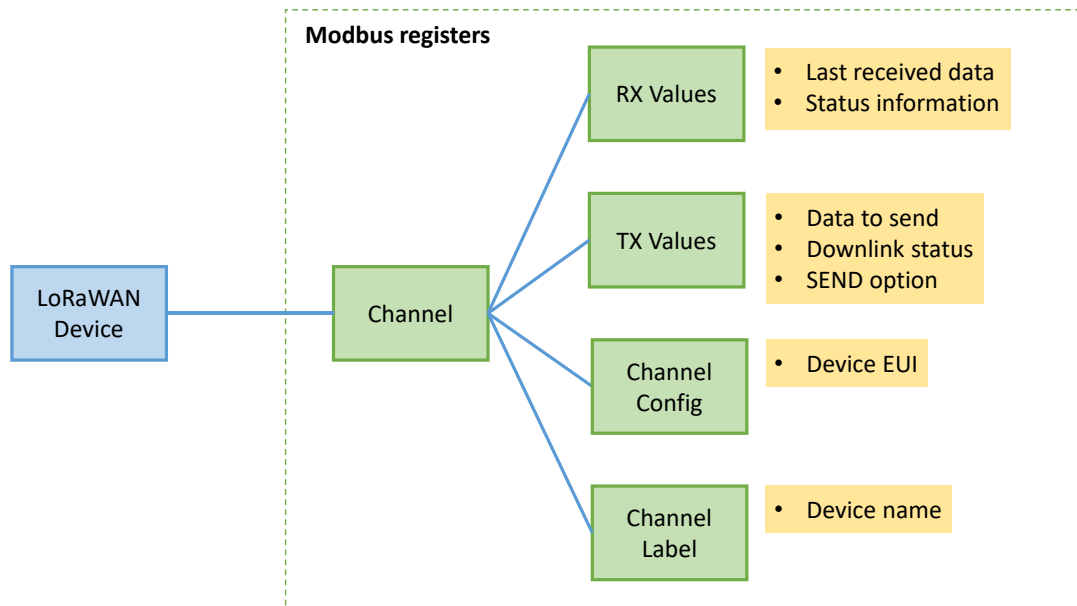 Modbus registers
RX Values
• Last received data
• Status information
TX Values
• Data to send
• Downlink status
• SEND option
LoRaWAN
Device
Channel
Channel
Config
• Device EUI
Channel
Label
• Device name